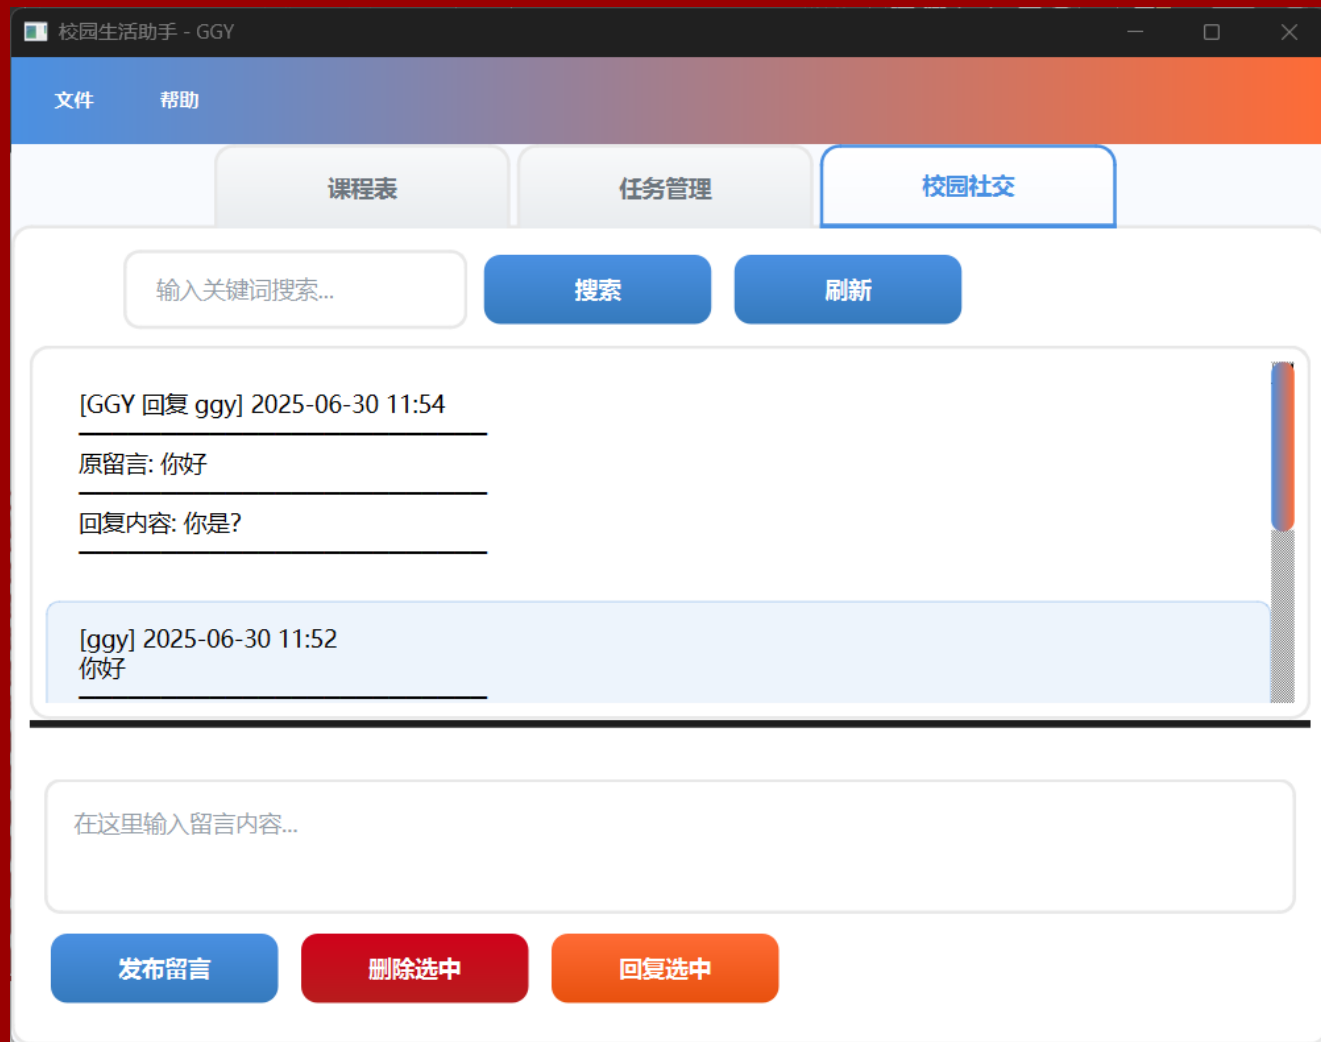 校园生活助手 - GGY
文件 帮助
课程表 任务管理 校园社交
输入关键词搜索... 搜索 刷新
[GGY 回复 ggy] 2025-06-30 11:54
原留言: 你好
回复内容: 你是?
[ggy] 2025-06-30 11:52
你好
在这里输入留言内容...
发布留言 删除选中 回复选中